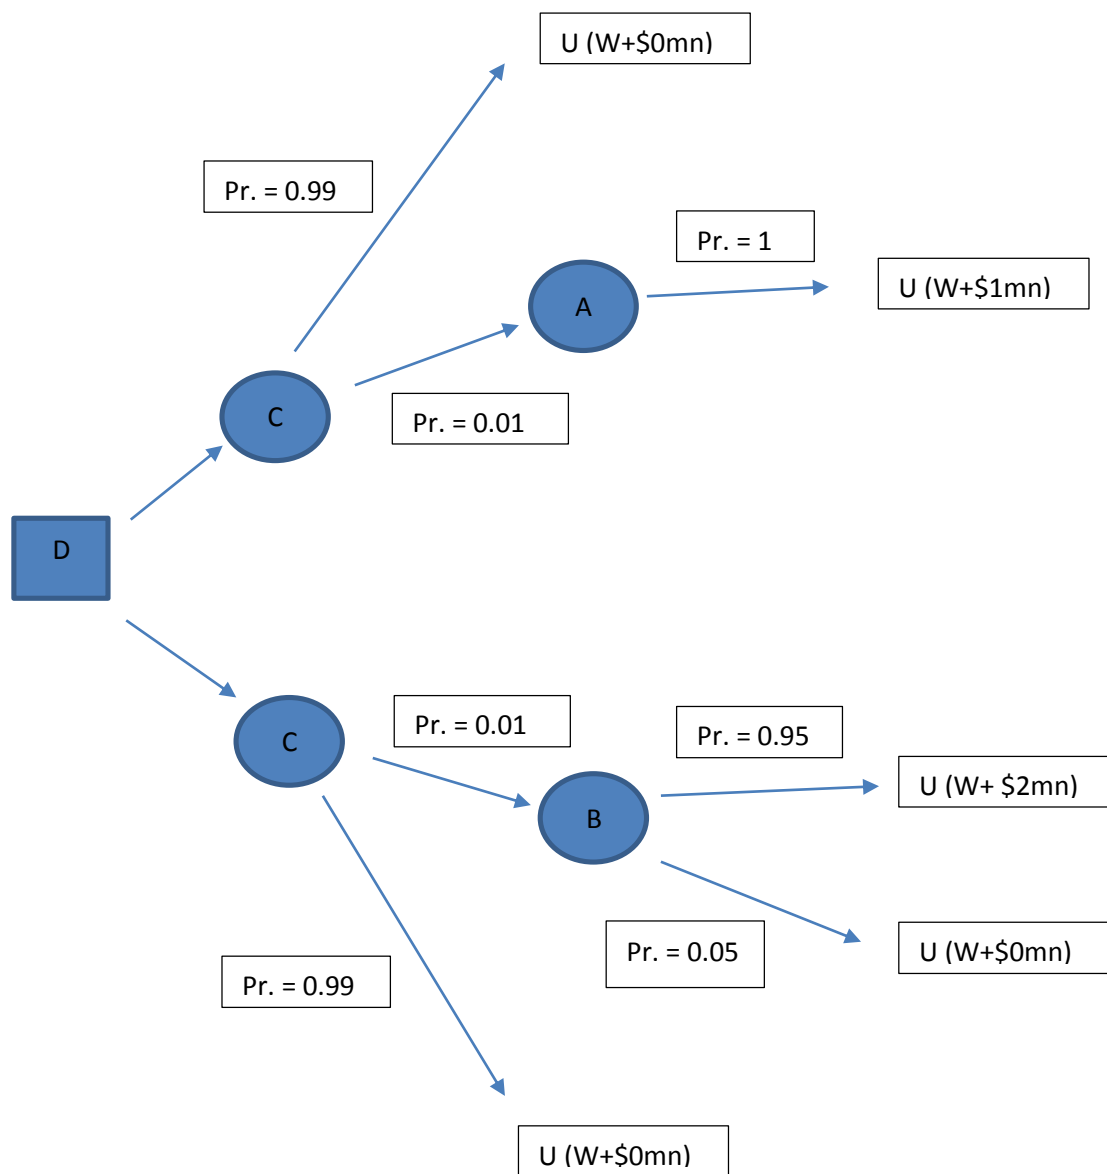 U (W+$0mn)
Pr. = 0.99
Pr. = 1
A
U (W+$1mn)
C
Pr. = 0.01
D
Pr. = 0.01
C
Pr. = 0.95
U (W+ $2mn)
B
Pr. = 0.05
U (W+$0mn)
Pr. = 0.99
U (W+$0mn)